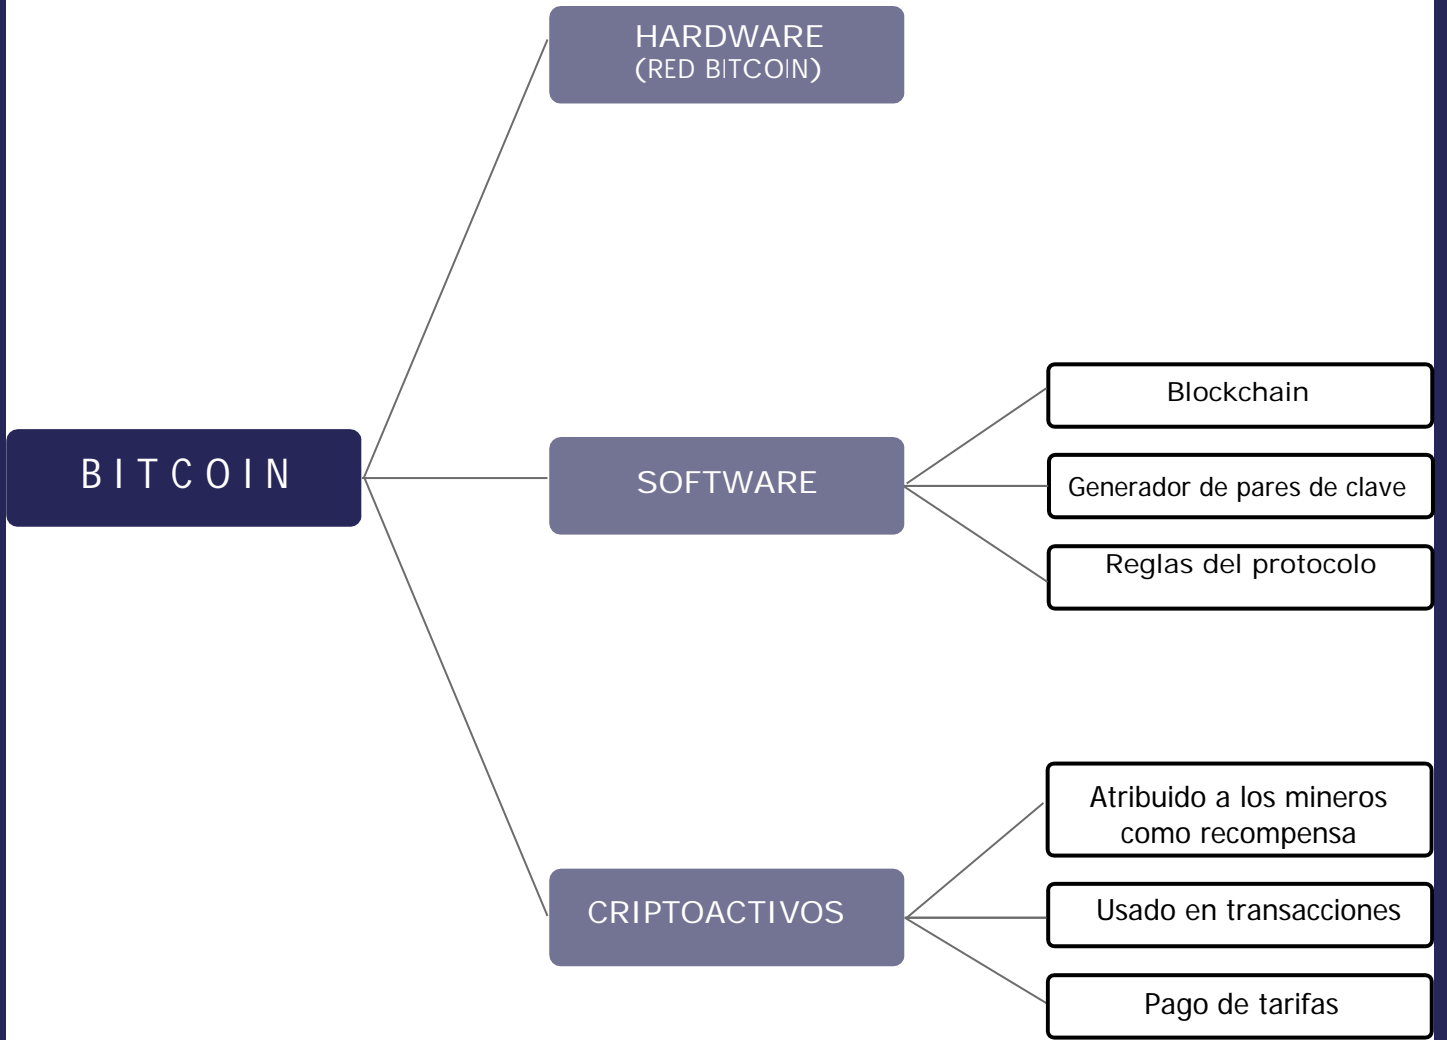 HARDWARE
(RED BITCOIN)
BITCOIN
SOFTWARE
Blockchain
Generador de pares de clave
Reglas del protocolo
CRIPTOACTIVOS
Atribuido a los mineros
como recompensa
Usado en transacciones
Pago de tarifas